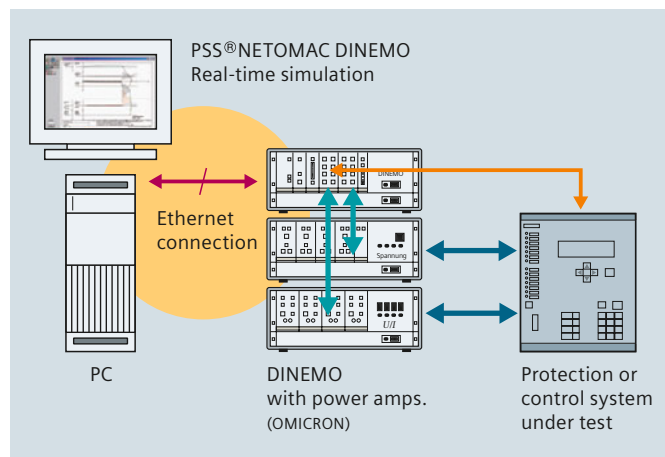 PSS®NETOMAC DINEMO
Real-time simulation
DINEMO
Ethernet
connection
Spannung
U/I
PC
DINEMO
with power amps.
(OMICRON)
Protection or
control system
under test